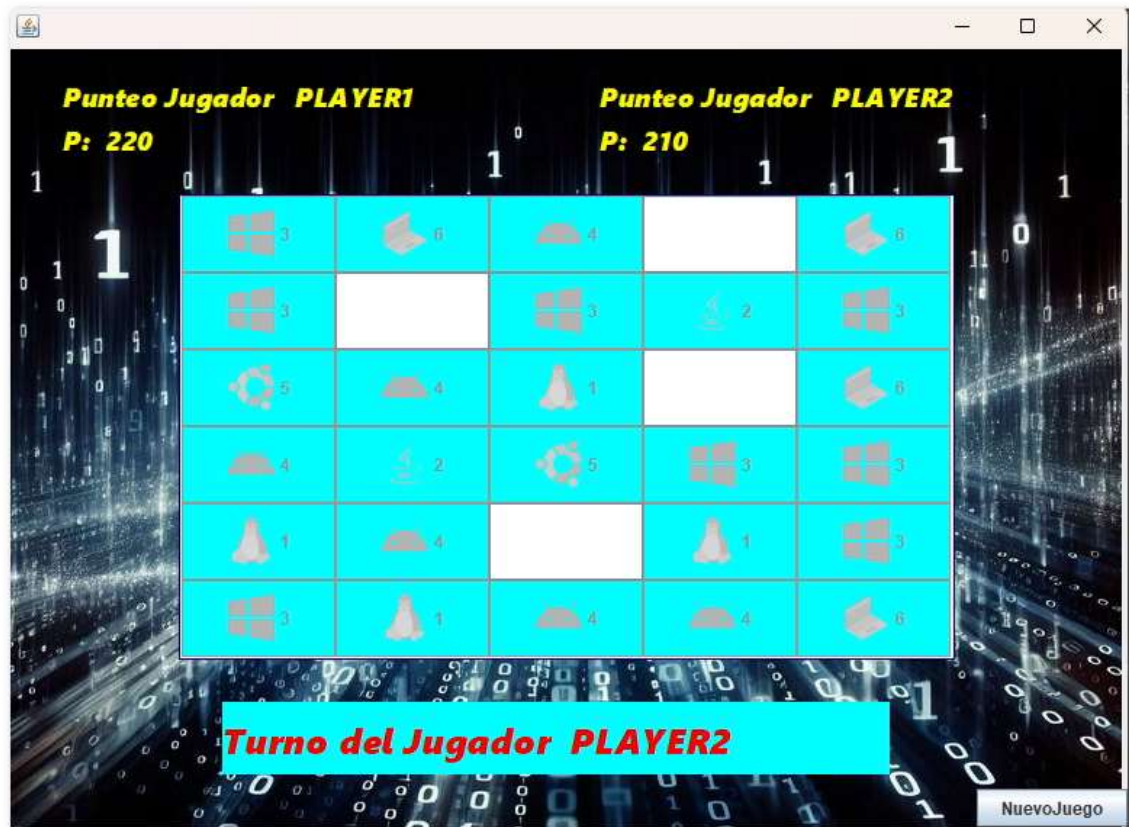 Punteo Jugador PLAYER1
Punteo Jugador PLAYER2
P: 220
P: 210
3 6 4 6
3 3 2 3
5 4 1 6
4 2 5 3 3
1 4 1 3
3 1 4 4 6
Turno del Jugador PLAYER2
NuevoJuego